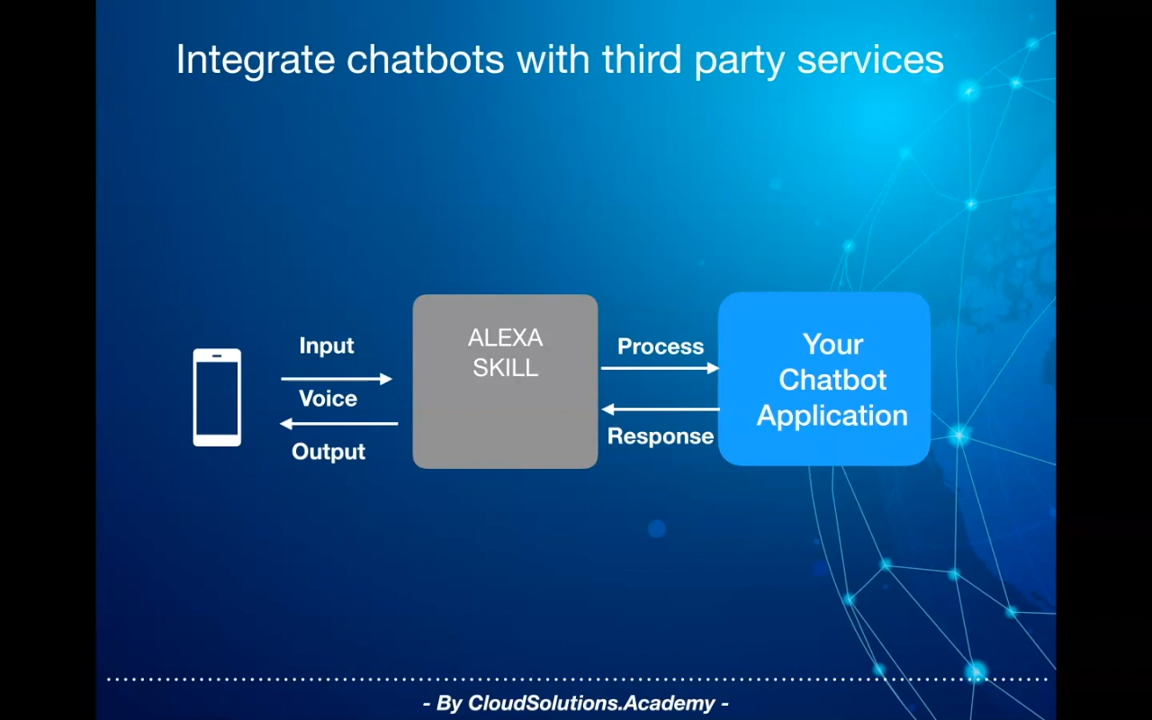 Integrate chatbots with third party services
Input
Voice
Output
ALEXA
SKILL
Process
Response
Your
Chatbot
Application
- By CloudSolutions.Academy -